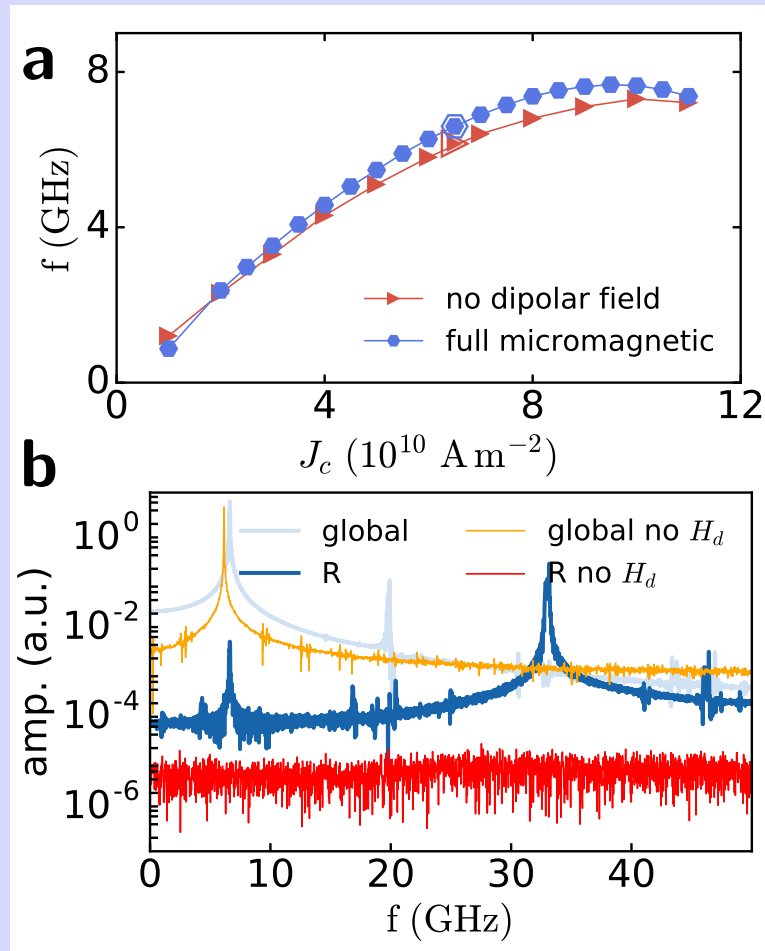 a
8
4
0
f (GHz)
no dipolar field
full micromagnetic
0 4 8 12
J_c (10^{10} A m^{-2})
b
10^0
10^{-2}
10^{-4}
10^{-6}
amp. (a.u.)
global
R
global no H_d
R no H_d
0 10 20 30 40
f (GHz)